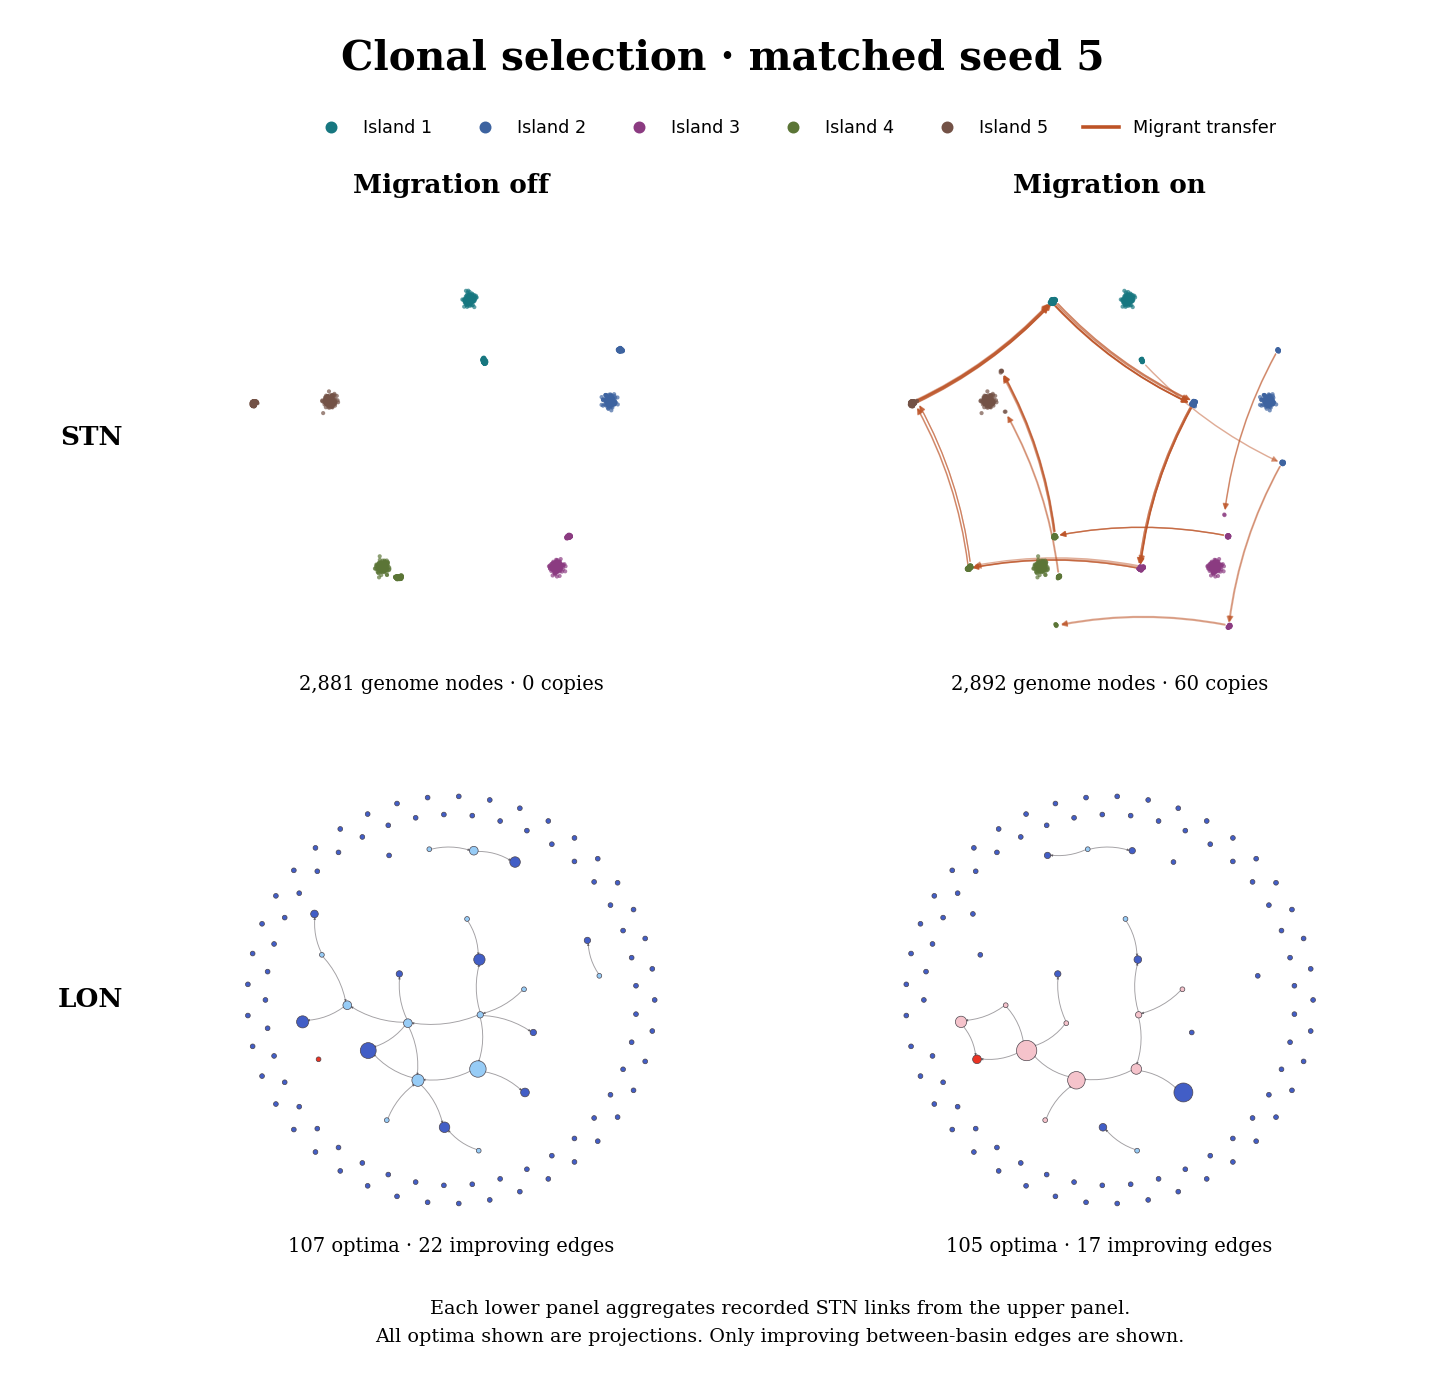 Clonal selection · matched seed 5
Island 1 Island 2 Island 3 Island 4 Island 5 Migrant transfer
Migration off Migration on
STN
2,881 genome nodes · 0 copies 2,892 genome nodes · 60 copies
LON
107 optima · 22 improving edges 105 optima · 17 improving edges
Each lower panel aggregates recorded STN links from the upper panel.
All optima shown are projections. Only improving between-basin edges are shown.